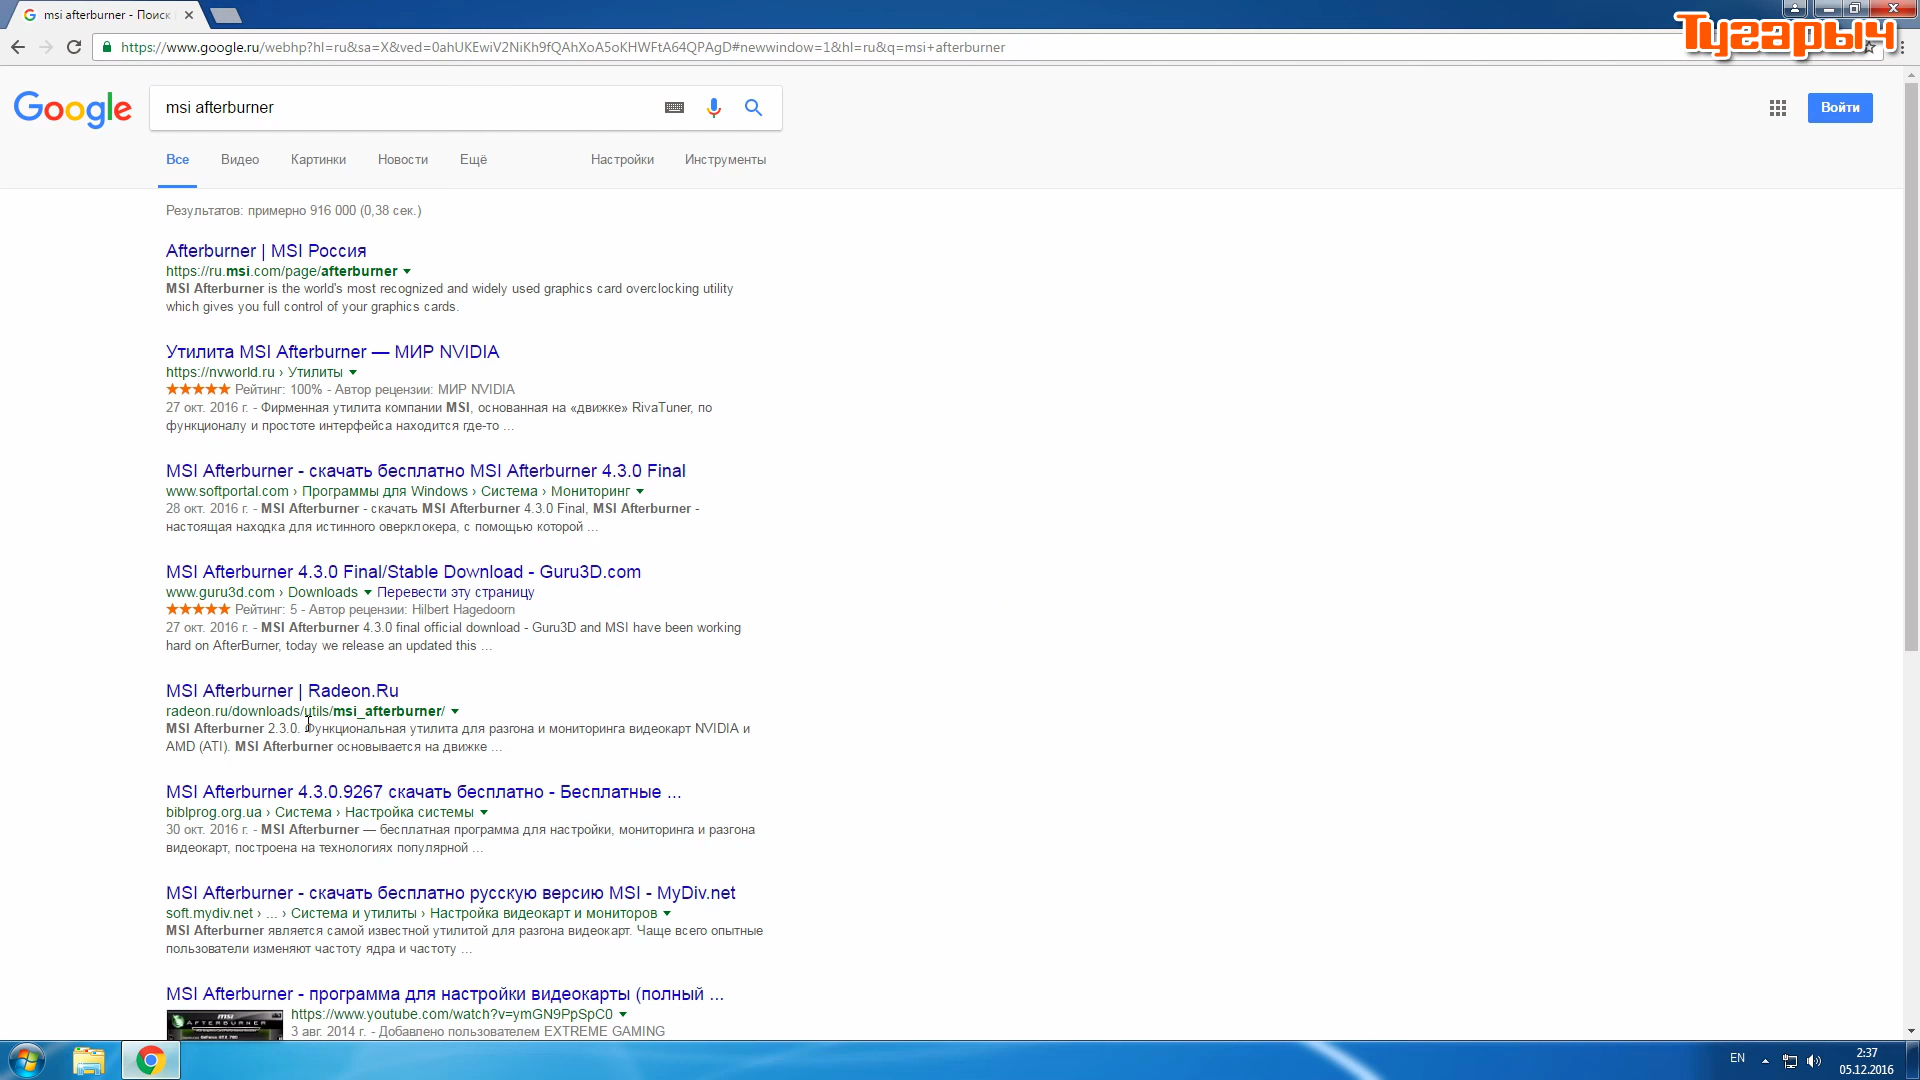 msi afterburner - Поиск
Тугарыч
https://www.google.ru/webhp?hl=ru&sa=X&ved=0ahUKEwiV2NiKh9fQAhXoA5oKHWFtA64QPAgD#newwindow=1&hl=ru&q=msi+afterburner
Google
msi afterburner
Войти
Все Видео Картинки Новости Ещё Настройки Инструменты
Результатов: примерно 916 000 (0,38 сек.)
Afterburner | MSI Россия
https://ru.msi.com/page/afterburner
MSI Afterburner is the world's most recognized and widely used graphics card overclocking utility
which gives you full control of your graphics cards.
Утилита MSI Afterburner — МИР NVIDIA
https://nvworld.ru › Утилиты
Рейтинг: 100% - Автор рецензии: МИР NVIDIA
27 окт. 2016 г. - Фирменная утилита компании MSI, основанная на «движке» RivaTuner, по
функционалу и простоте интерфейса находится где-то ...
MSI Afterburner - скачать бесплатно MSI Afterburner 4.3.0 Final
www.softportal.com › Программы для Windows › Система › Мониторинг
28 окт. 2016 г. - MSI Afterburner - скачать MSI Afterburner 4.3.0 Final, MSI Afterburner -
настоящая находка для истинного оверклокера, с помощью которой ...
MSI Afterburner 4.3.0 Final/Stable Download - Guru3D.com
www.guru3d.com › Downloads Перевести эту страницу
Рейтинг: 5 - Автор рецензии: Hilbert Hagedoorn
27 окт. 2016 г. - MSI Afterburner 4.3.0 final official download - Guru3D and MSI have been working
hard on AfterBurner, today we release an updated this ...
MSI Afterburner | Radeon.Ru
radeon.ru/downloads/utils/msi_afterburner/
MSI Afterburner 2.3.0. Функциональная утилита для разгона и мониторинга видеокарт NVIDIA и
AMD (ATI). MSI Afterburner основывается на движке ...
MSI Afterburner 4.3.0.9267 скачать бесплатно - Бесплатные ...
biblprog.org.ua › Система › Настройка системы
30 окт. 2016 г. - MSI Afterburner — бесплатная программа для настройки, мониторинга и разгона
видеокарт, построена на технологиях популярной ...
MSI Afterburner - скачать бесплатно русскую версию MSI - MyDiv.net
soft.mydiv.net › ... › Система и утилиты › Настройка видеокарт и мониторов
MSI Afterburner является самой известной утилитой для разгона видеокарт. Чаще всего опытные
пользователи изменяют частоту ядра и частоту ...
MSI Afterburner - программа для настройки видеокарты (полный ...
https://www.youtube.com/watch?v=ymGN9PpSpC0
msi
AFTERBURNER
3 авг. 2014 г. - Добавлено пользователем EXTREME GAMING
EN
2:37
05.12.2016